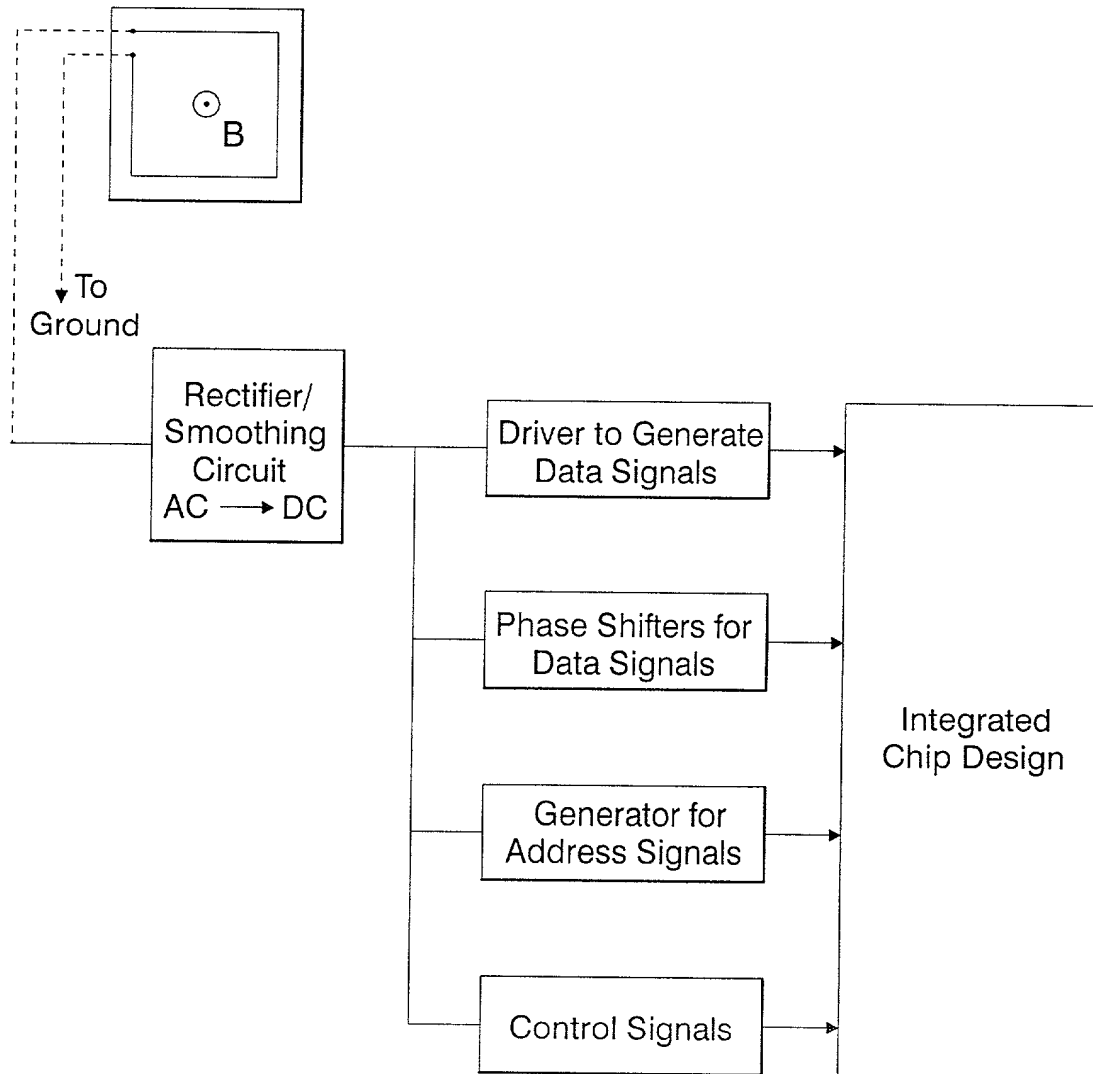 B
To
Ground
Rectifier/
Smoothing
Circuit
AC → DC
Driver to Generate
Data Signals
Phase Shifters for
Data Signals
Generator for
Address Signals
Control Signals
Integrated
Chip Design